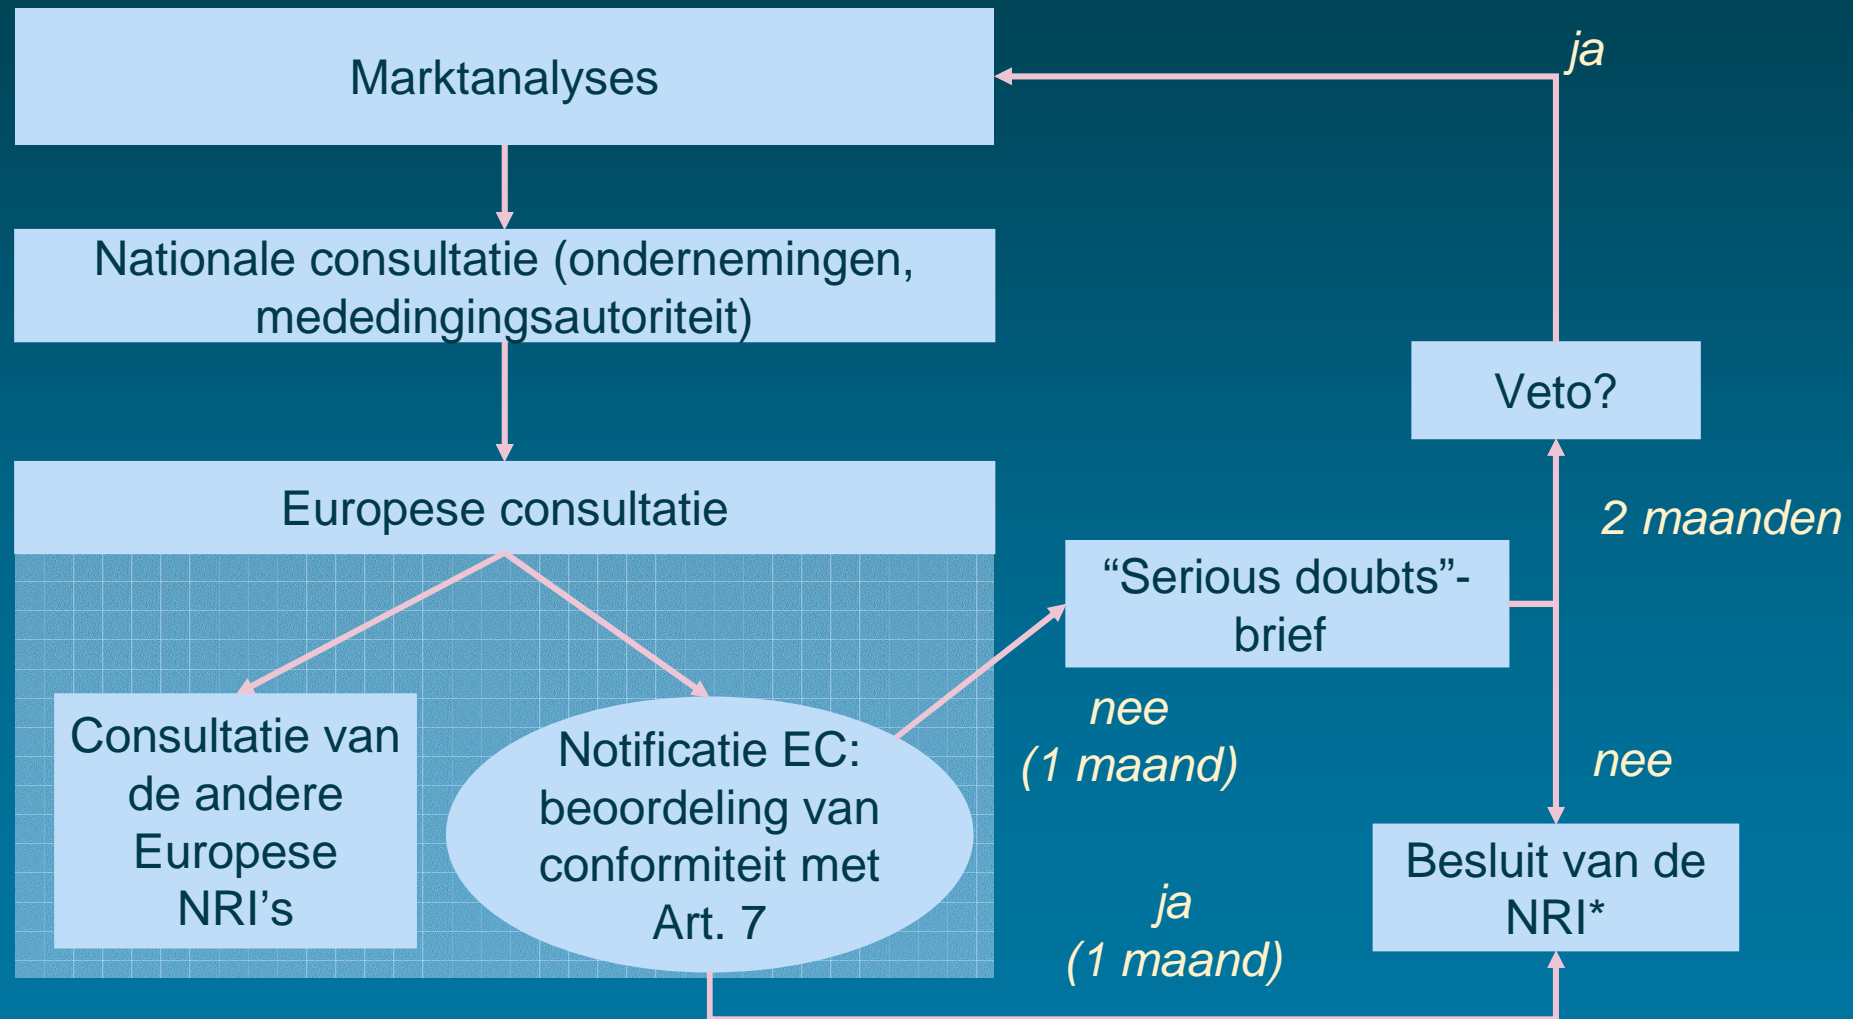 Marktanalyses
ja
Nationale consultatie (ondernemingen,
mededingingsautoriteit)
Veto?
Europese consultatie
2 maanden
“Serious doubts”-
brief
nee
(1 maand)
nee
Consultatie van
de andere
Europese
NRI’s
Notificatie EC:
beoordeling van
conformiteit met
Art. 7
ja
(1 maand)
Besluit van de
NRI*